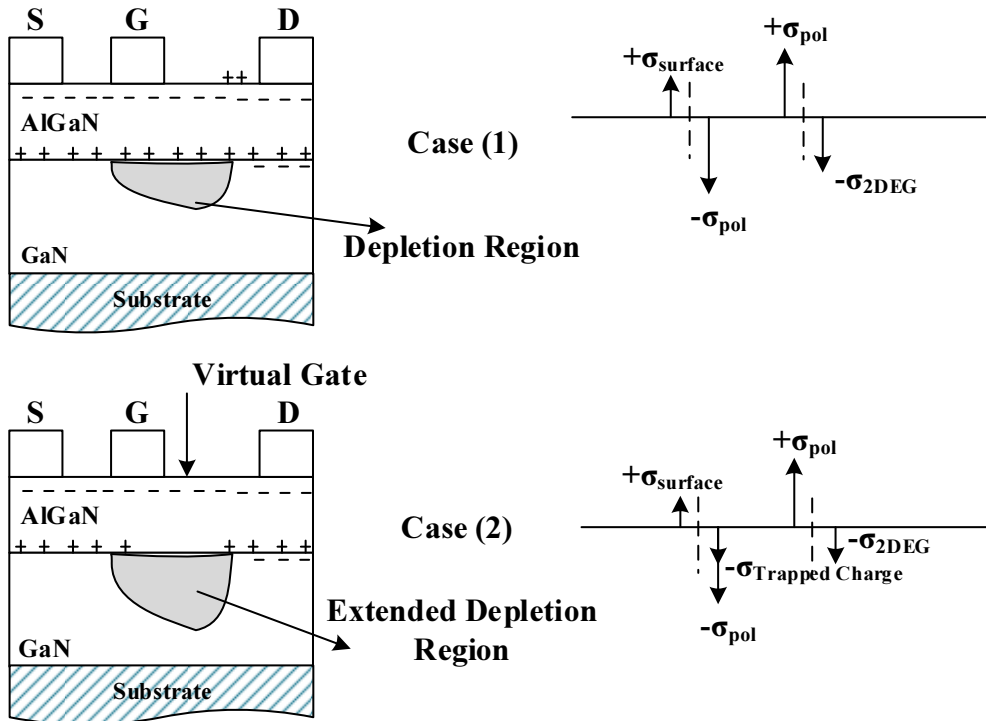 S G D
++
+σsurface
+σpol
AlGaN
Case (1)
+ + + + + + + + + + + +
-σ2DEG
-σpol
Depletion Region
GaN
Substrate
Virtual Gate
S G D
+σpol
+σsurface
AlGaN
Case (2)
+ + + + + + + + +
-σ2DEG
-σTrapped Charge
-σpol
Extended Depletion
Region
GaN
Substrate